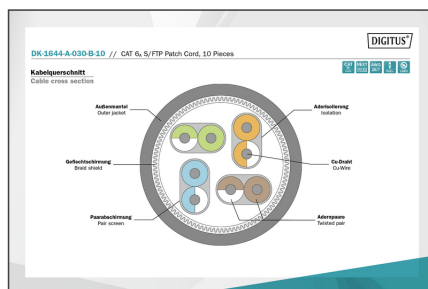 DIGITUS®
DK-1644-A-030-B-10 // CAT 6A S/FTP Patch Cord, 10 Pieces
Kabelquerschnitt
Cable cross section
Außenmantel
Outer jacket
Aderisolierung
Isolation
Geflechtschirmung
Braid shield
Cu-Draht
Cu-Wire
Paarabschirmung
Pair screen
Adernpaare
Twisted pair